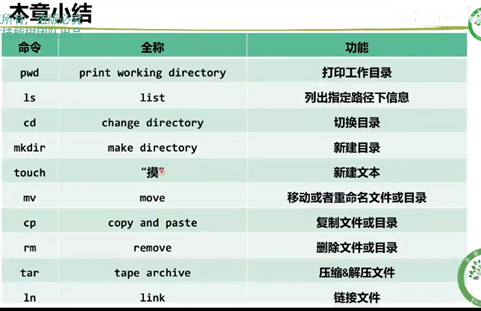 本章小结
命令 全称 功能
pwd print working directory 打印工作目录
ls list 列出指定路径下信息
cd change directory 切换目录
mkdir make directory 新建目录
touch “摸” 新建文本
mv move 移动或者重命名文件或目录
cp copy and paste 复制文件或目录
rm remove 删除文件或目录
tar tape archive 压缩&解压文件
ln link 链接文件